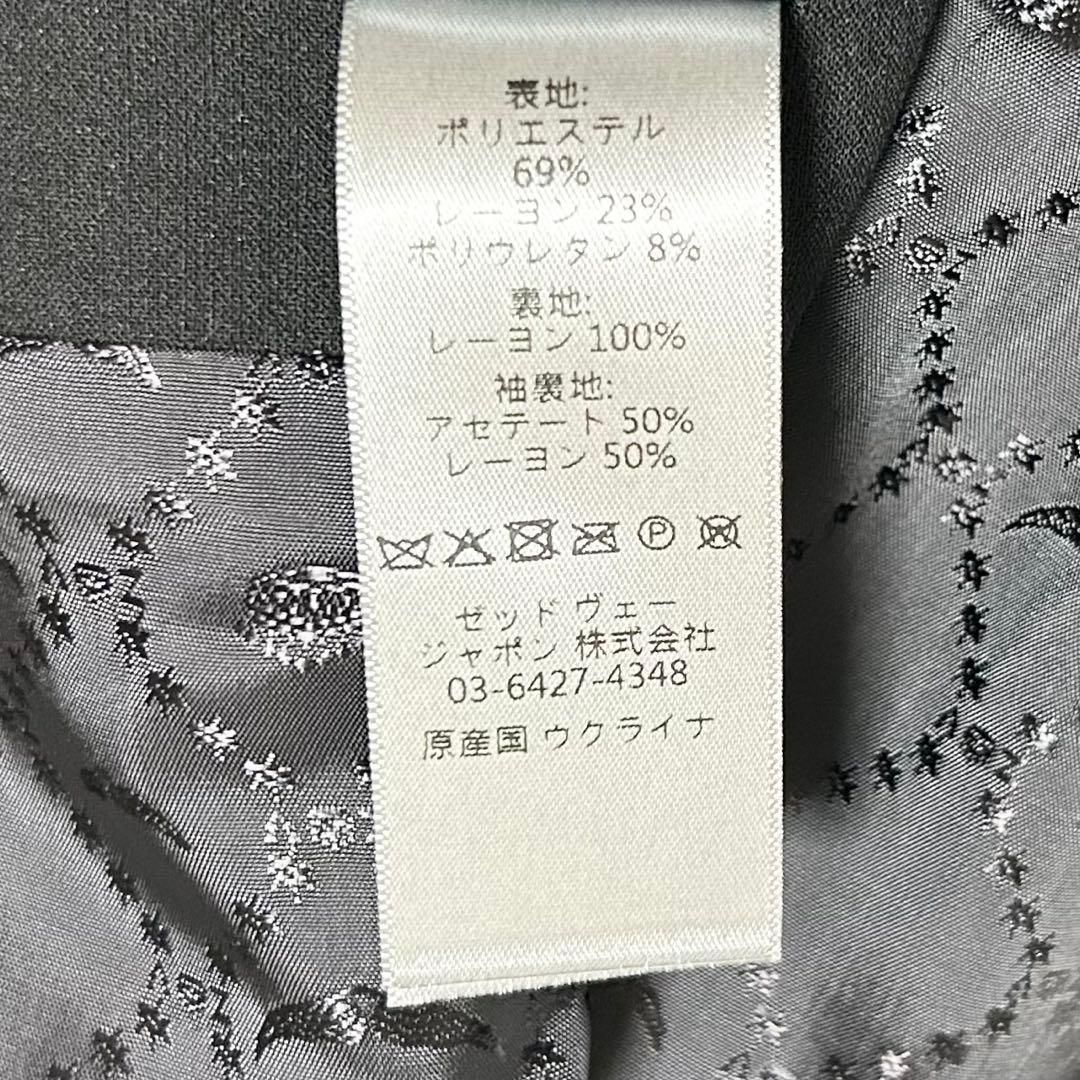 表地:
ポリエステル
69%
レーヨン 23%
ポリウレタン 8%
裏地:
レーヨン 100%
袖裏地:
アセテート 50%
レーヨン 50%
P
ゼッド ヴェー
ジャポン 株式会社
03-6427-4348
原産国 ウクライナ